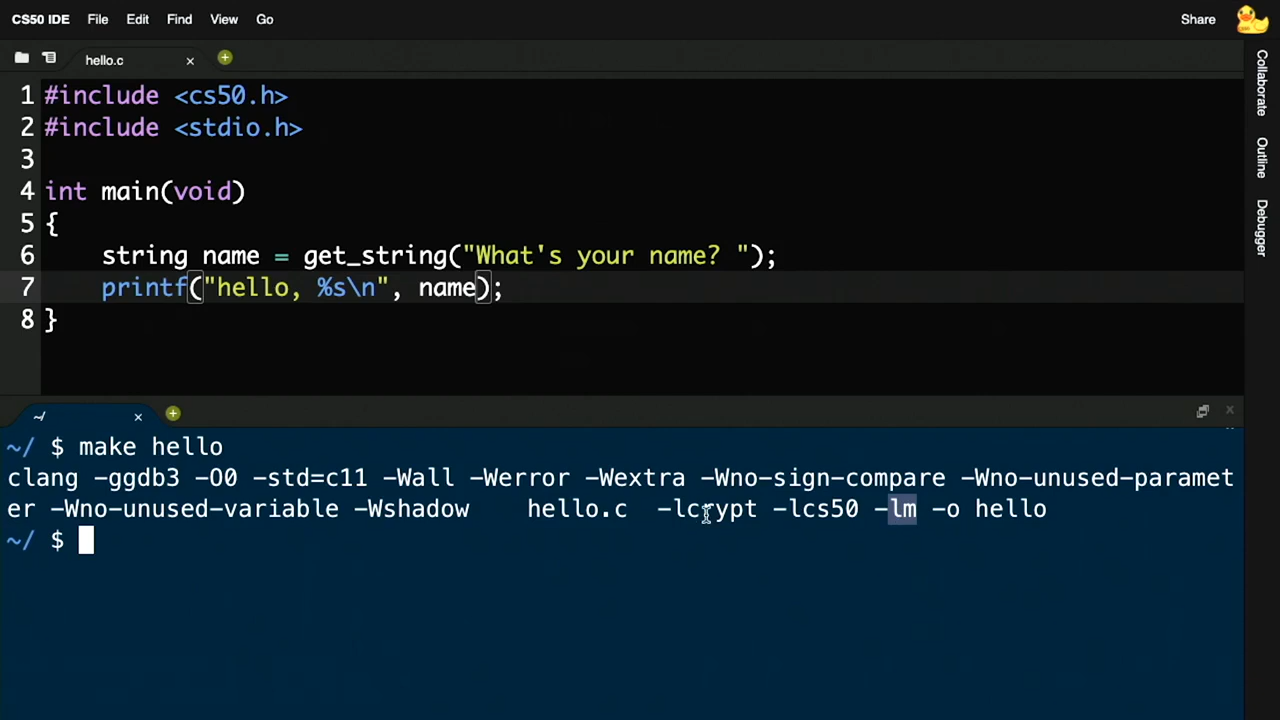 CS50 IDE File Edit Find View Go Share
hello.c
1 #include <cs50.h>
2 #include <stdio.h>
3
4 int main(void)
5 {
6     string name = get_string("What's your name? ");
7     printf("hello, %s\n", name);
8 }
~/
~/ $ make hello
clang -ggdb3 -O0 -std=c11 -Wall -Werror -Wextra -Wno-sign-compare -Wno-unused-paramet
er -Wno-unused-variable -Wshadow    hello.c  -lcrypt -lcs50 -lm -o hello
~/ $
Collaborate
Outline
Debugger